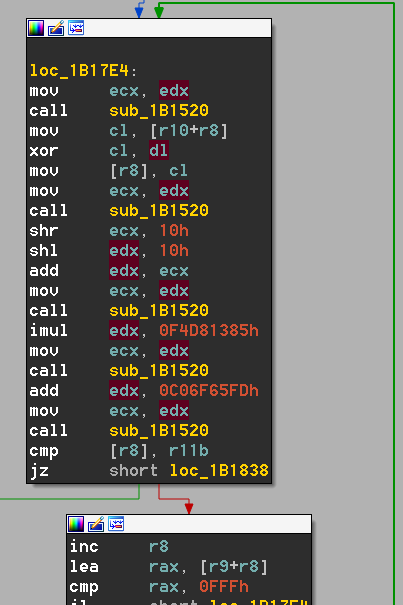 loc_1B17E4:
mov ecx, edx
call sub_1B1520
mov cl, [r10+r8]
xor cl, dl
mov [r8], cl
mov ecx, edx
call sub_1B1520
shr ecx, 10h
shl edx, 10h
add edx, ecx
mov ecx, edx
call sub_1B1520
imul edx, 0F4D81385h
mov ecx, edx
call sub_1B1520
add edx, 0C06F65FDh
mov ecx, edx
call sub_1B1520
cmp [r8], r11b
jz short loc_1B1838
inc r8
lea rax, [r9+r8]
cmp rax, 0FFFh